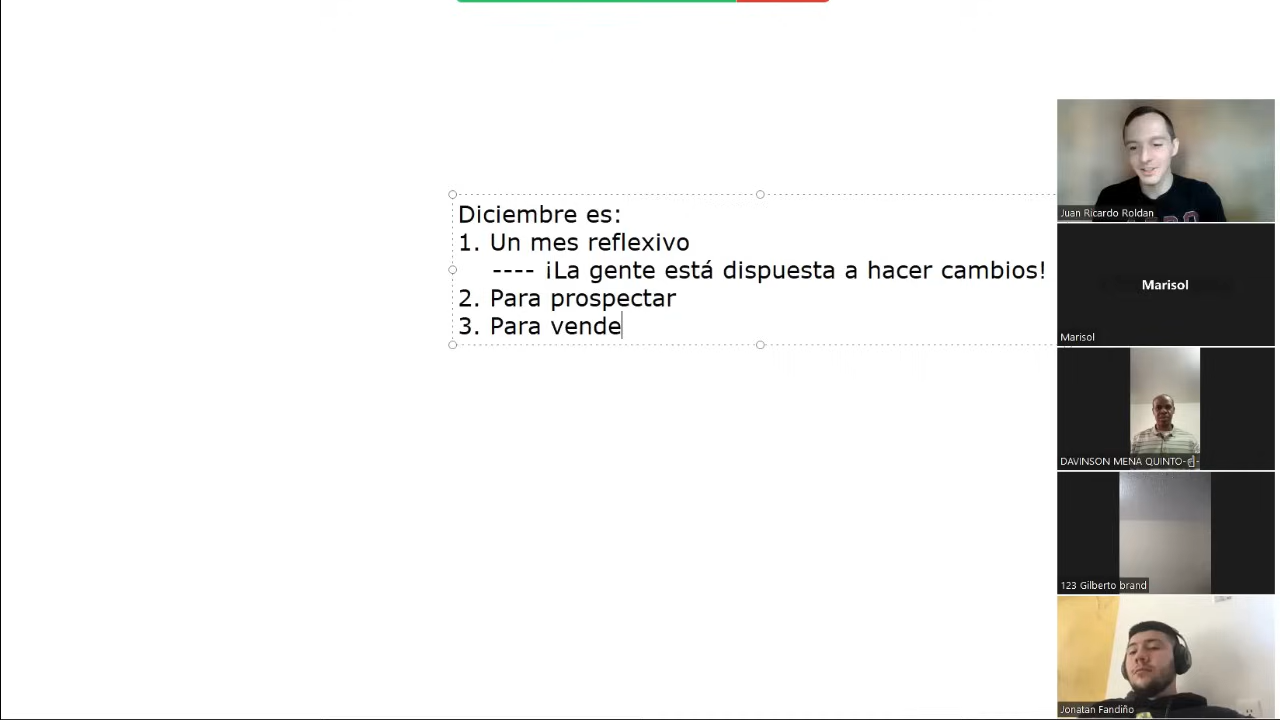 Diciembre es:
1. Un mes reflexivo
---- ¡La gente está dispuesta a hacer cambios!
2. Para prospectar
3. Para vende
Juan Ricardo Roldan
Marisol
Marisol
DAVINSON MENA QUINTO-d-
123 Gilberto brand
Jonatan Fandiño